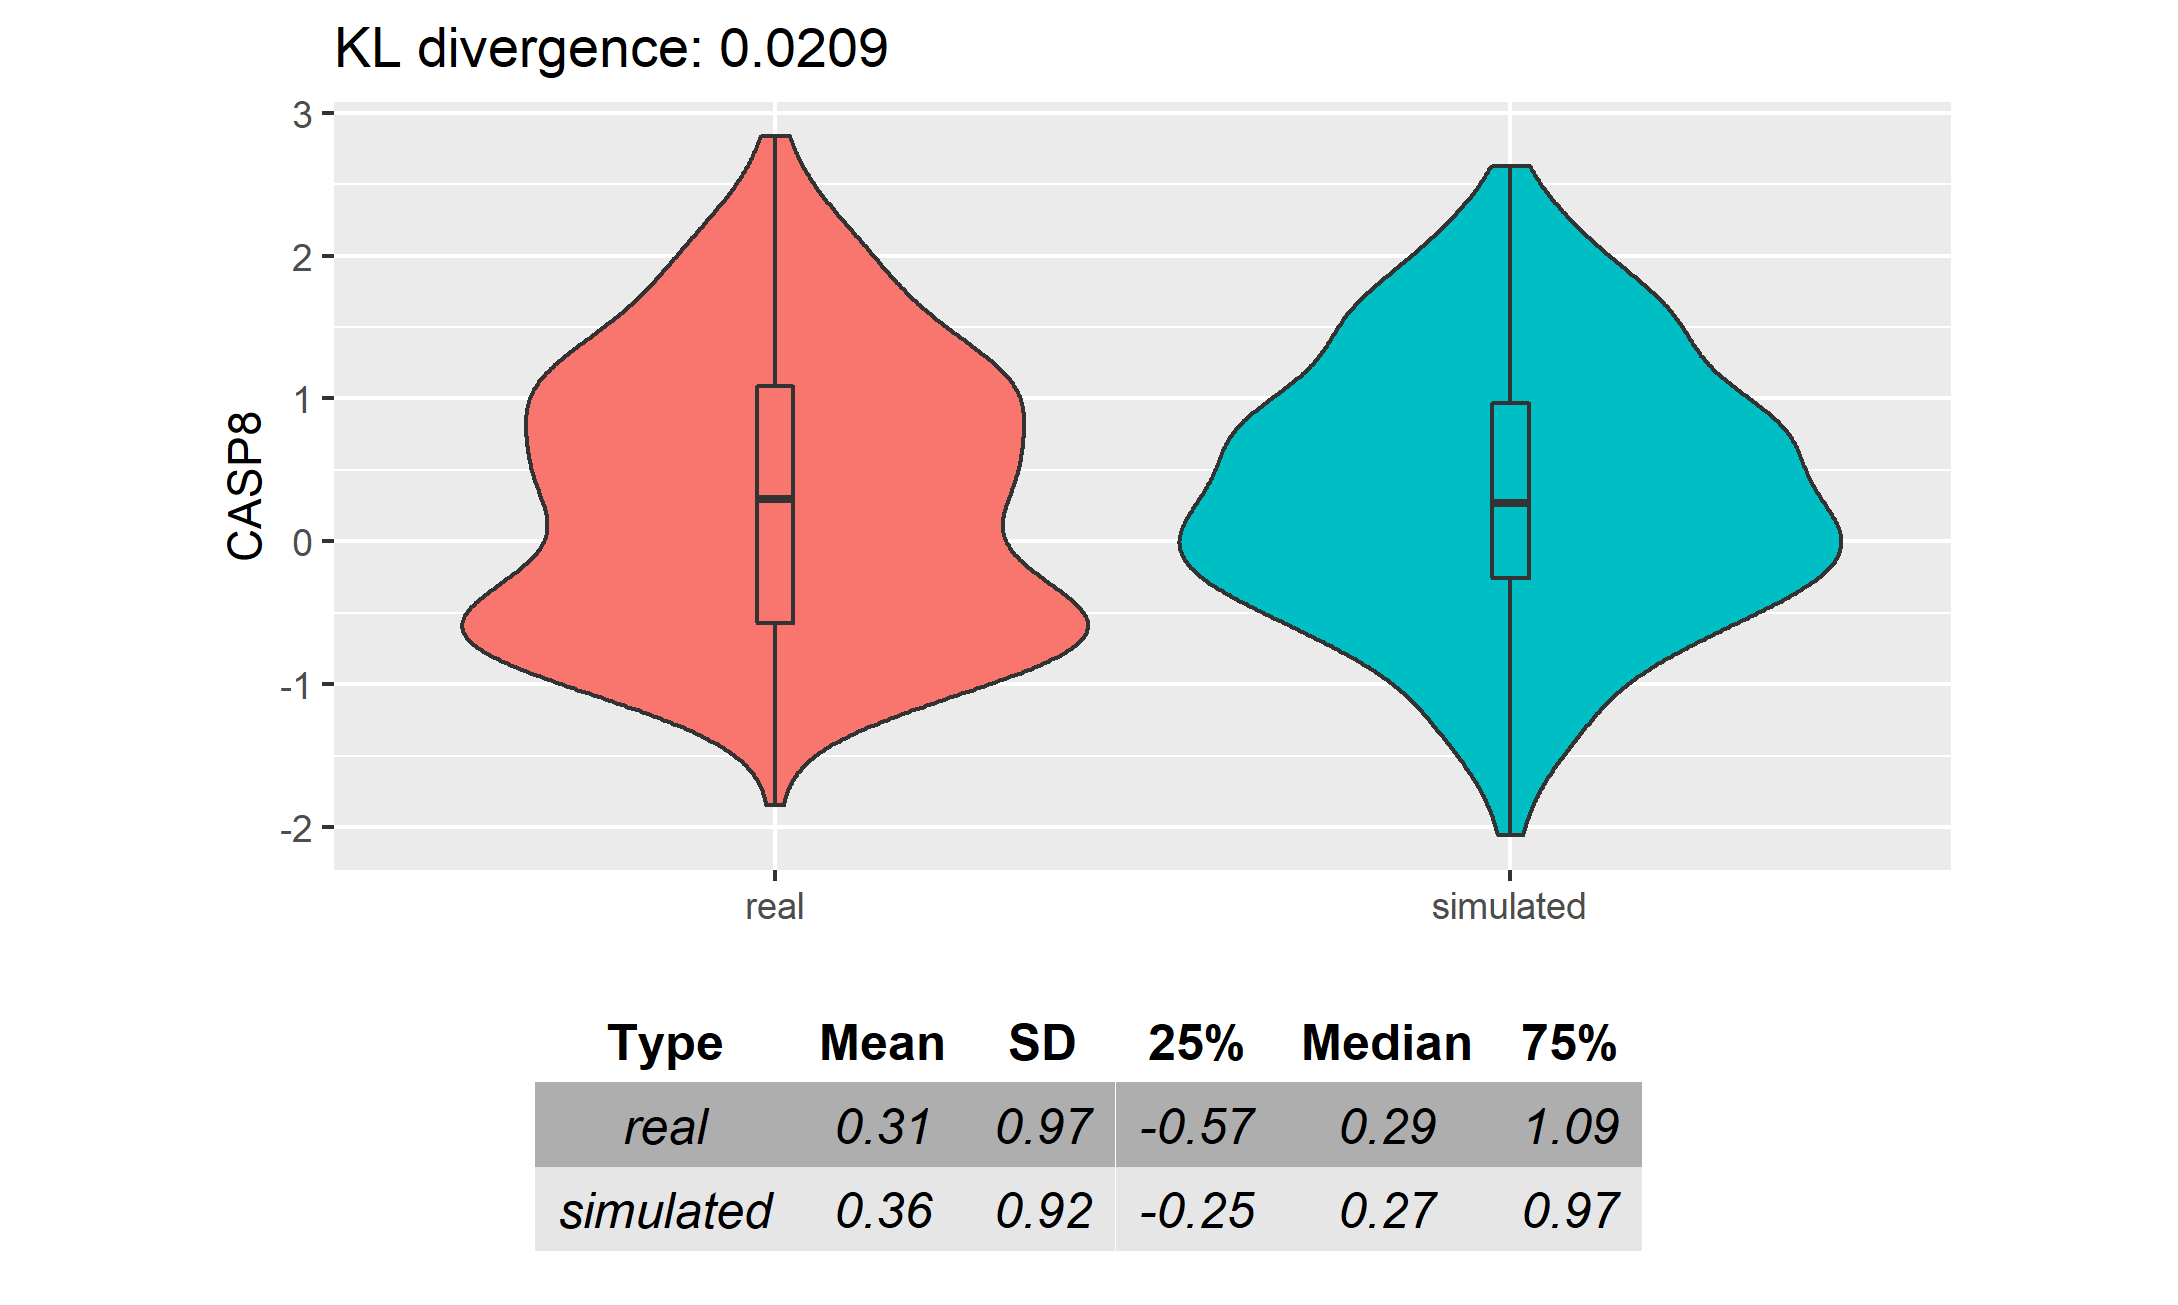 KL divergence: 0.0209
3
2
1
0
-1
-2
CASP8
real simulated
Type Mean SD 25% Median 75%
real 0.31 0.97 -0.57 0.29 1.09
simulated 0.36 0.92 -0.25 0.27 0.97